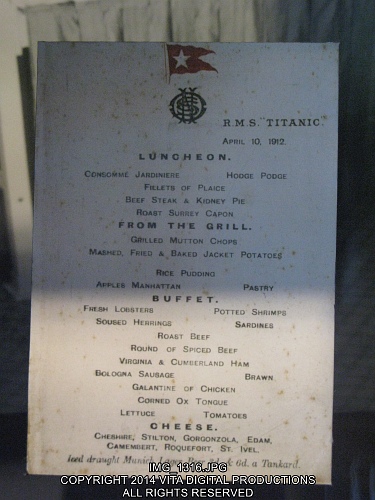 R.M.S. "TITANIC.
APRIL 10, 1912.
LUNCHEON.
CONSOMMÉ JARDINIERE HODGE PODGE
FILLETS OF PLAICE
BEEF STEAK & KIDNEY PIE
ROAST SURREY CAPON
FROM THE GRILL.
GRILLED MUTTON CHOPS
MASHED, FRIED & BAKED JACKET POTATOES
RICE PUDDING
APPLES MANHATTAN PASTRY
BUFFET.
FRESH LOBSTERS POTTED SHRIMPS
SOUSED HERRINGS SARDINES
ROAST BEEF
ROUND OF SPICED BEEF
VIRGINIA & CUMBERLAND HAM
BOLOGNA SAUSAGE BRAWN
GALANTINE OF CHICKEN
CORNED OX TONGUE
LETTUCE TOMATOES
CHEESE.
CHESHIRE, STILTON, GORGONZOLA, EDAM,
CAMEMBERT, ROQUEFORT, ST. IVEL.
Iced draught Munich Lager Beer 3d. & 6d. a Tankard.
IMG_1316.JPG
COPYRIGHT 2014 VITA DIGITAL PRODUCTIONS
ALL RIGHTS RESERVED